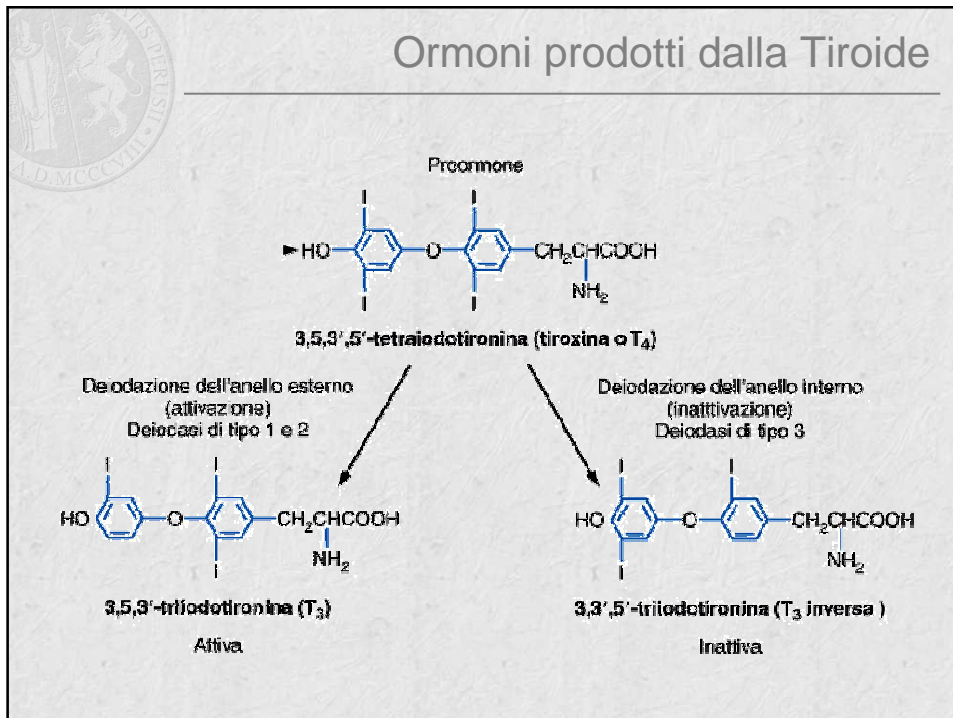 Ormoni prodotti dalla Tiroide
Proormone
I I
HO O CH2CHCOOH
I I NH2
3,5,3',5'-tetraiodotironina (tiroxina o T4)
Deiodazione dell'anello esterno
(attivazione)
Deiodasi di tipo 1 e 2
Deiodazione dell'anello interno
(inattivazione)
Deiodasi di tipo 3
I I
HO O CH2CHCOOH
I NH2
3,5,3'-triiodotironina (T3)
Attiva
I I
HO O CH2CHCOOH
I NH2
3,3',5'-triiodotironina (T3 inversa )
Inattiva
A.D. MCCCVIII